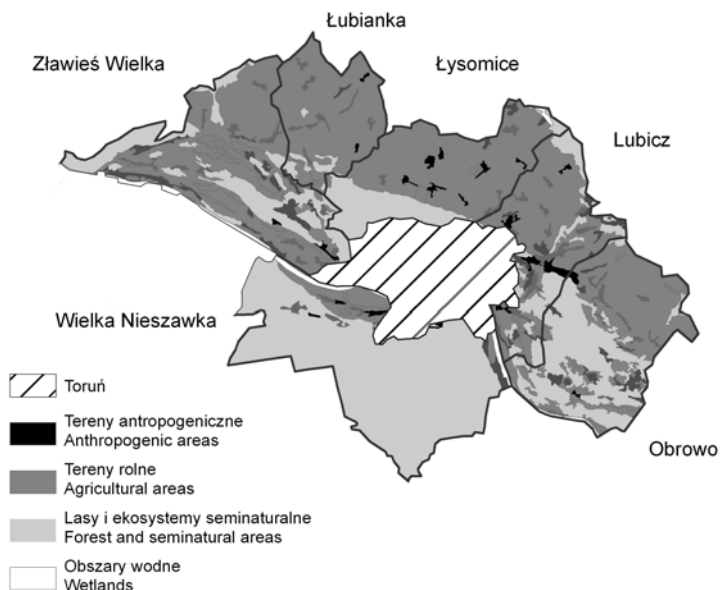 Łubianka
Zławieś Wielka
Łysomice
Lubicz
Wielka Nieszawka
Obrowo
Toruń
Tereny antropogeniczne
Anthropogenic areas
Tereny rolne
Agricultural areas
Lasy i ekosystemy seminaturalne
Forest and seminatural areas
Obszary wodne
Wetlands